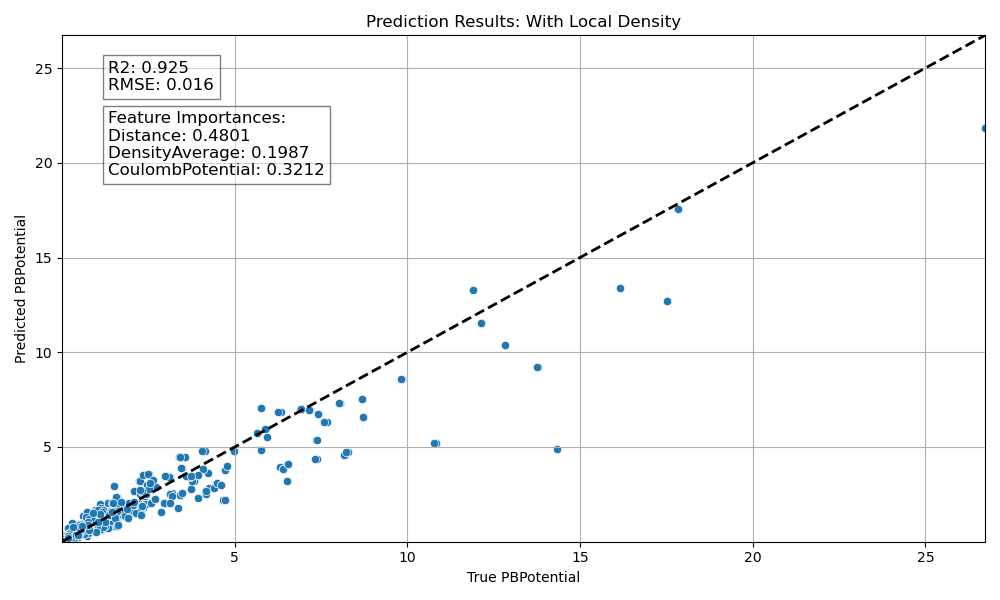 Prediction Results: With Local Density
R2: 0.925
RMSE: 0.016
Feature Importances:
Distance: 0.4801
DensityAverage: 0.1987
CoulombPotential: 0.3212
Predicted PBPotential
25
20
15
10
5
5
10
15
20
25
True PBPotential